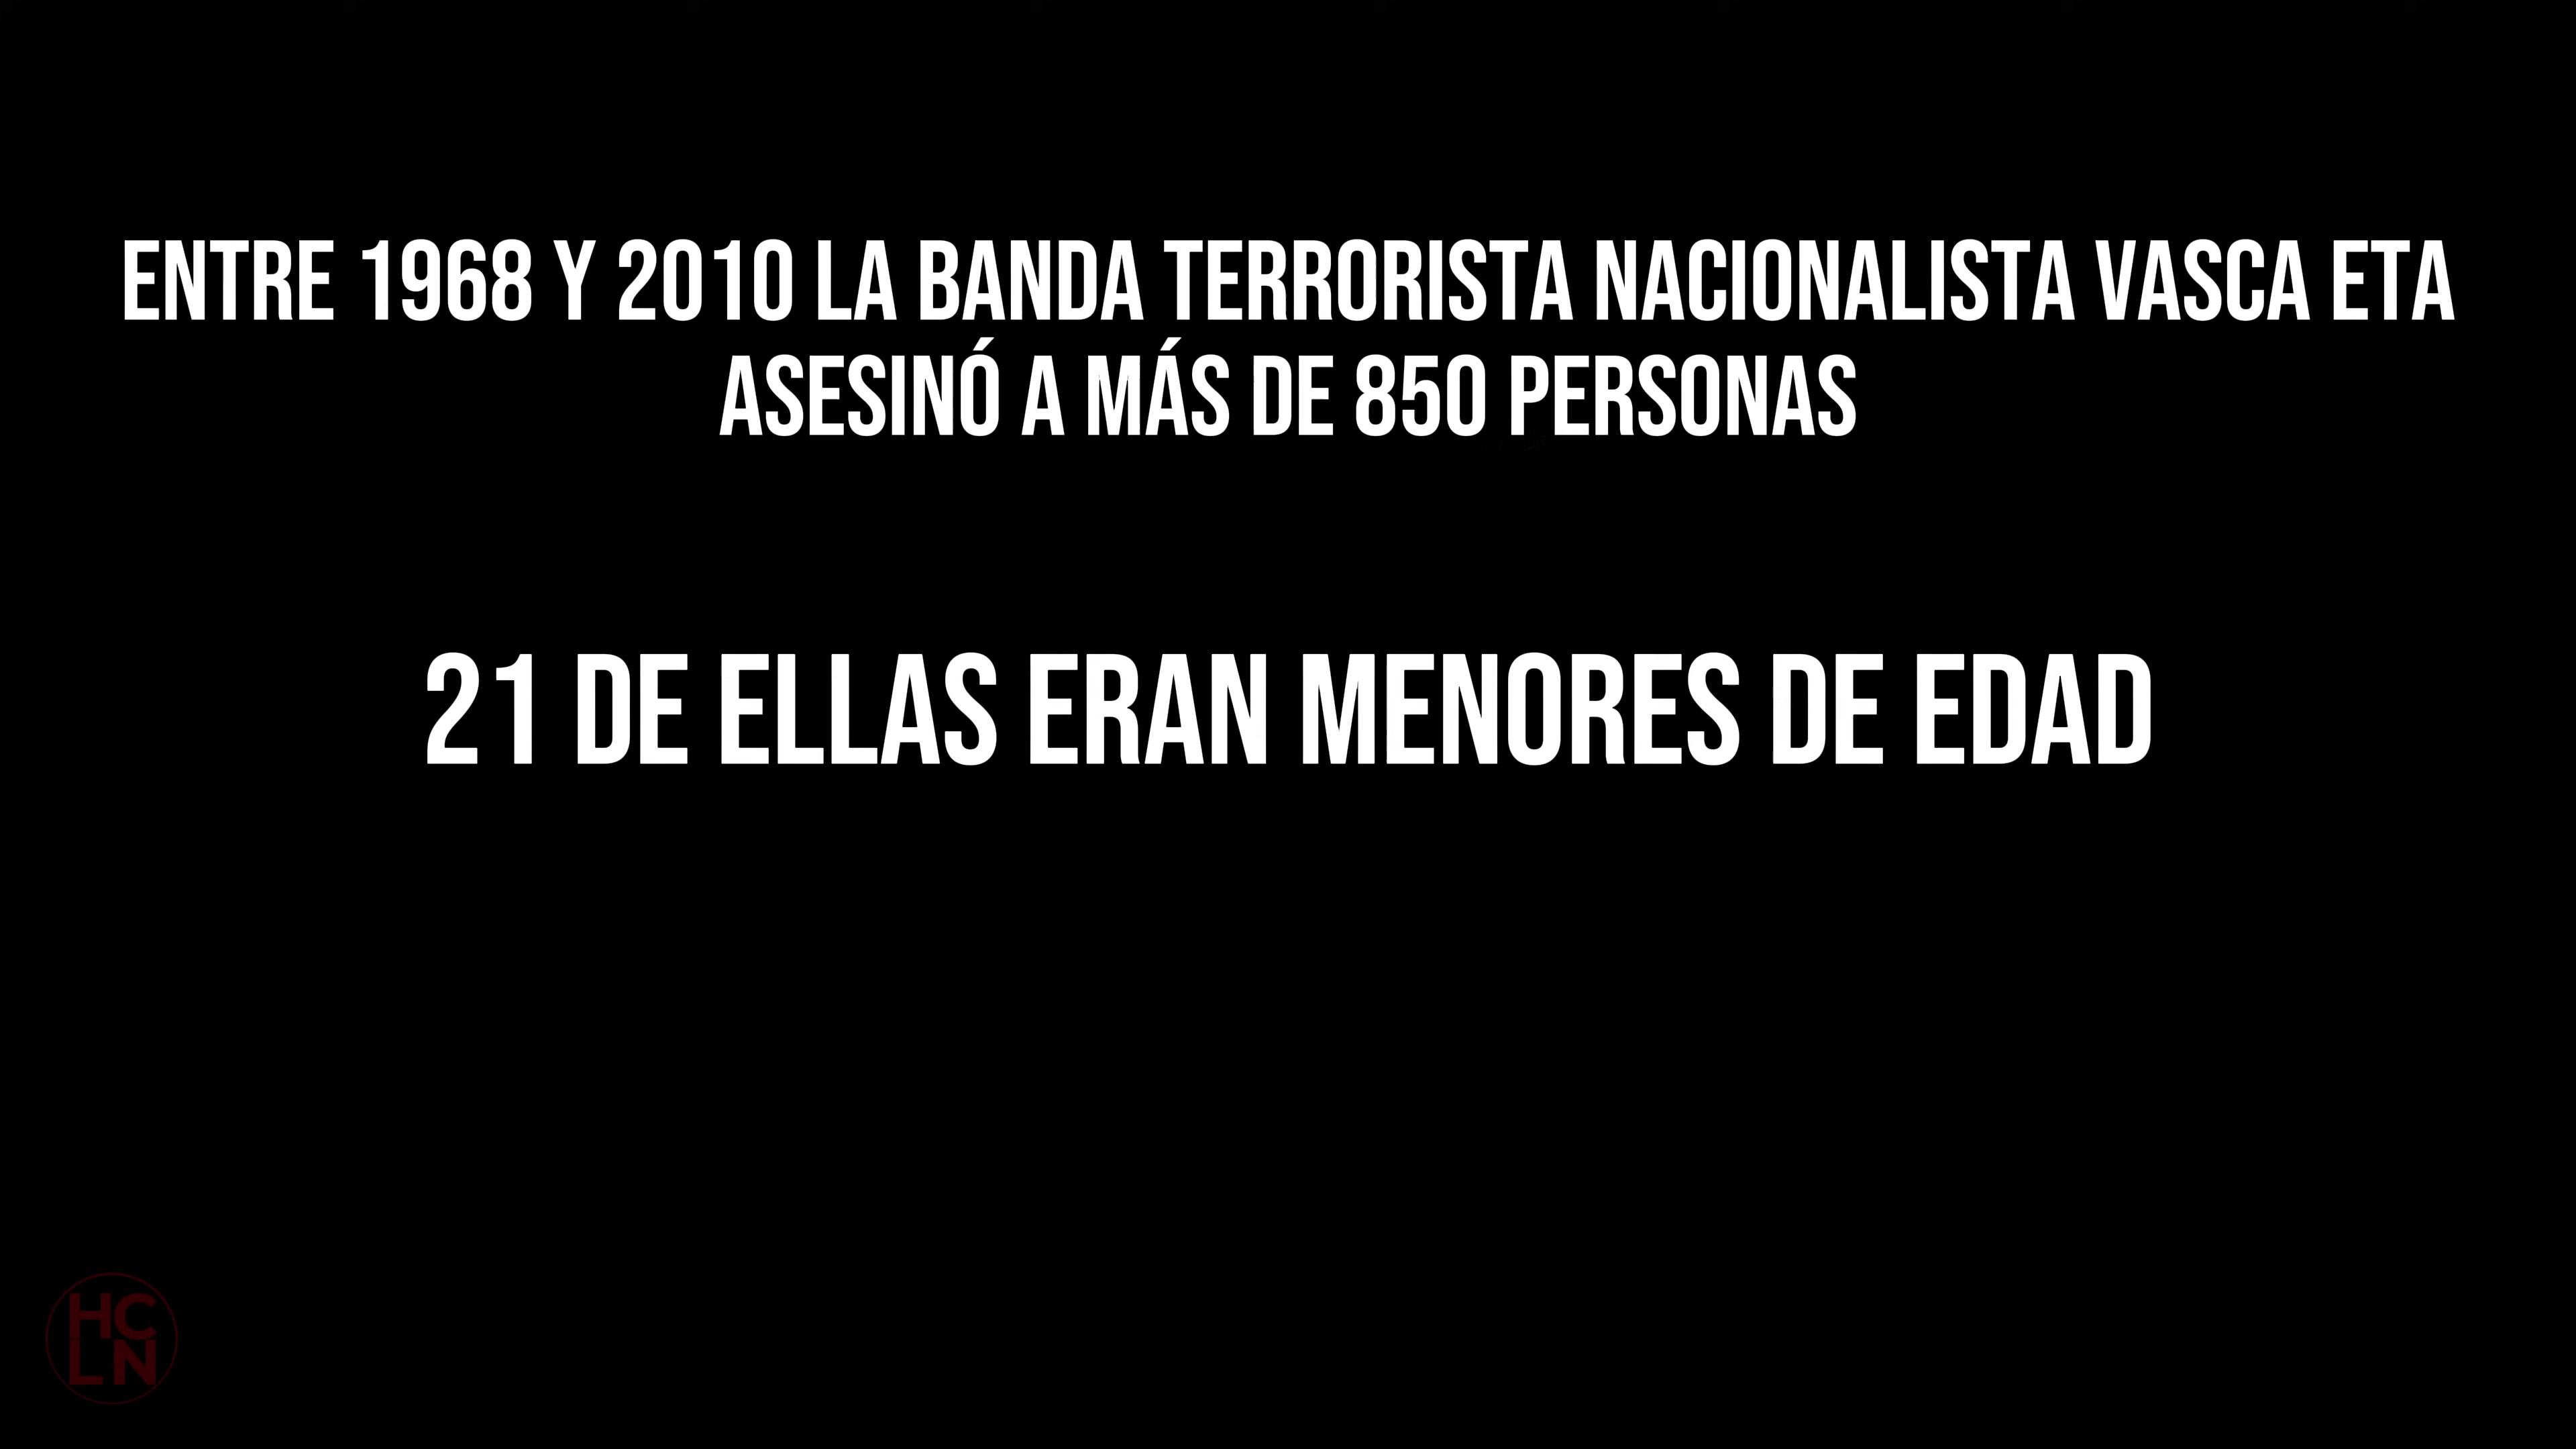 ENTRE 1968 Y 2010 LA BANDA TERRORISTA NACIONALISTA VASCA ETA
ASESINÓ A MÁS DE 850 PERSONAS
21 DE ELLAS ERAN MENORES DE EDAD
HC
LN